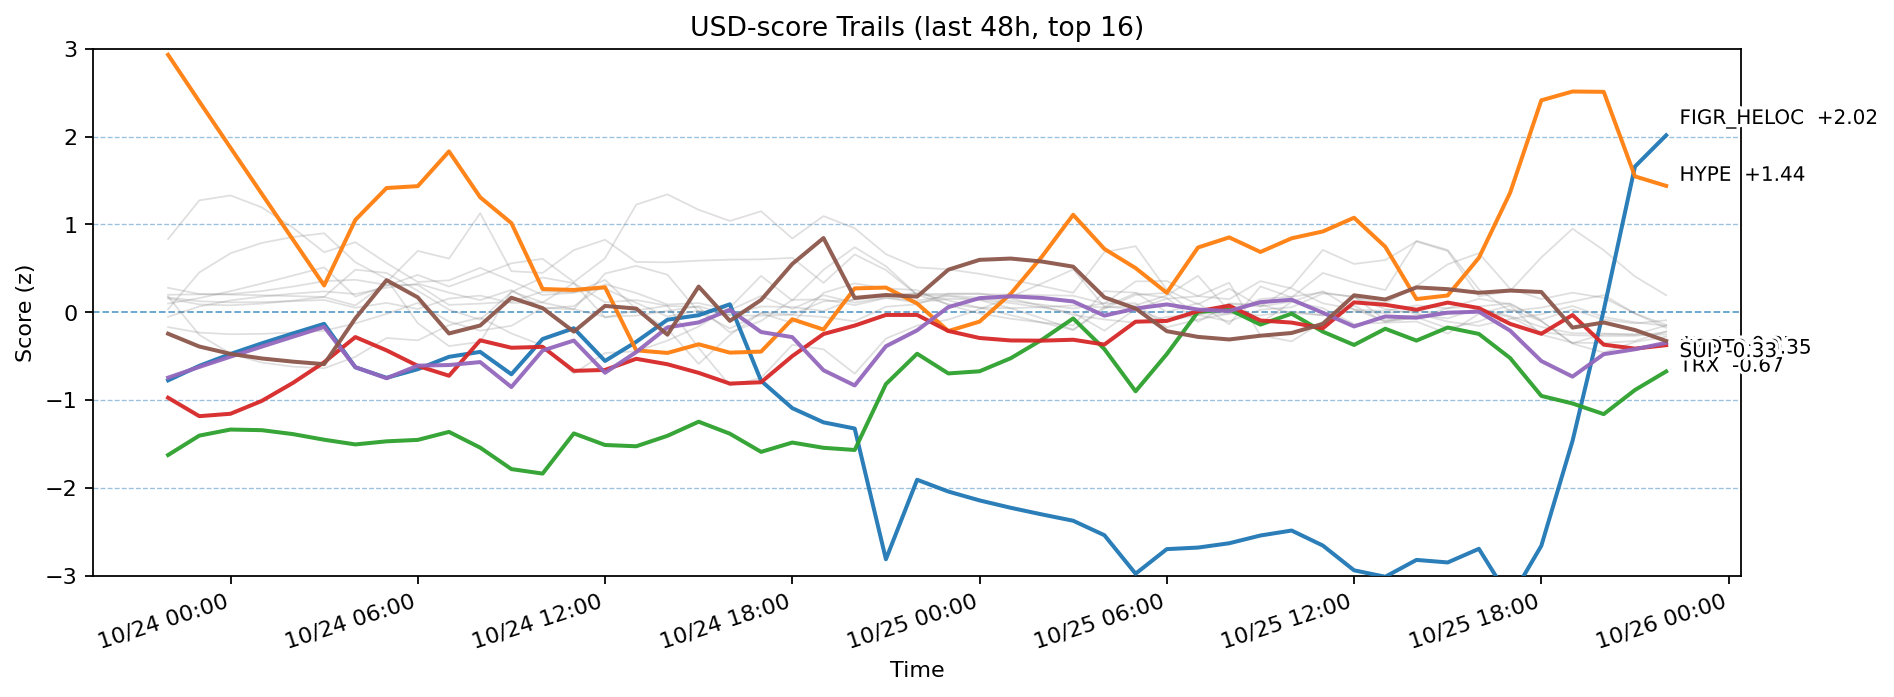 USD-score Trails (last 48h, top 16)
Score (z)
3
2
1
0
−1
−2
−3
FIGR_HELOC +2.02
HYPE +1.44
SUI -0.33
TRX -0.67
10/24 00:00
10/24 06:00
10/24 12:00
10/24 18:00
10/25 00:00
10/25 06:00
10/25 12:00
10/25 18:00
10/26 00:00
Time